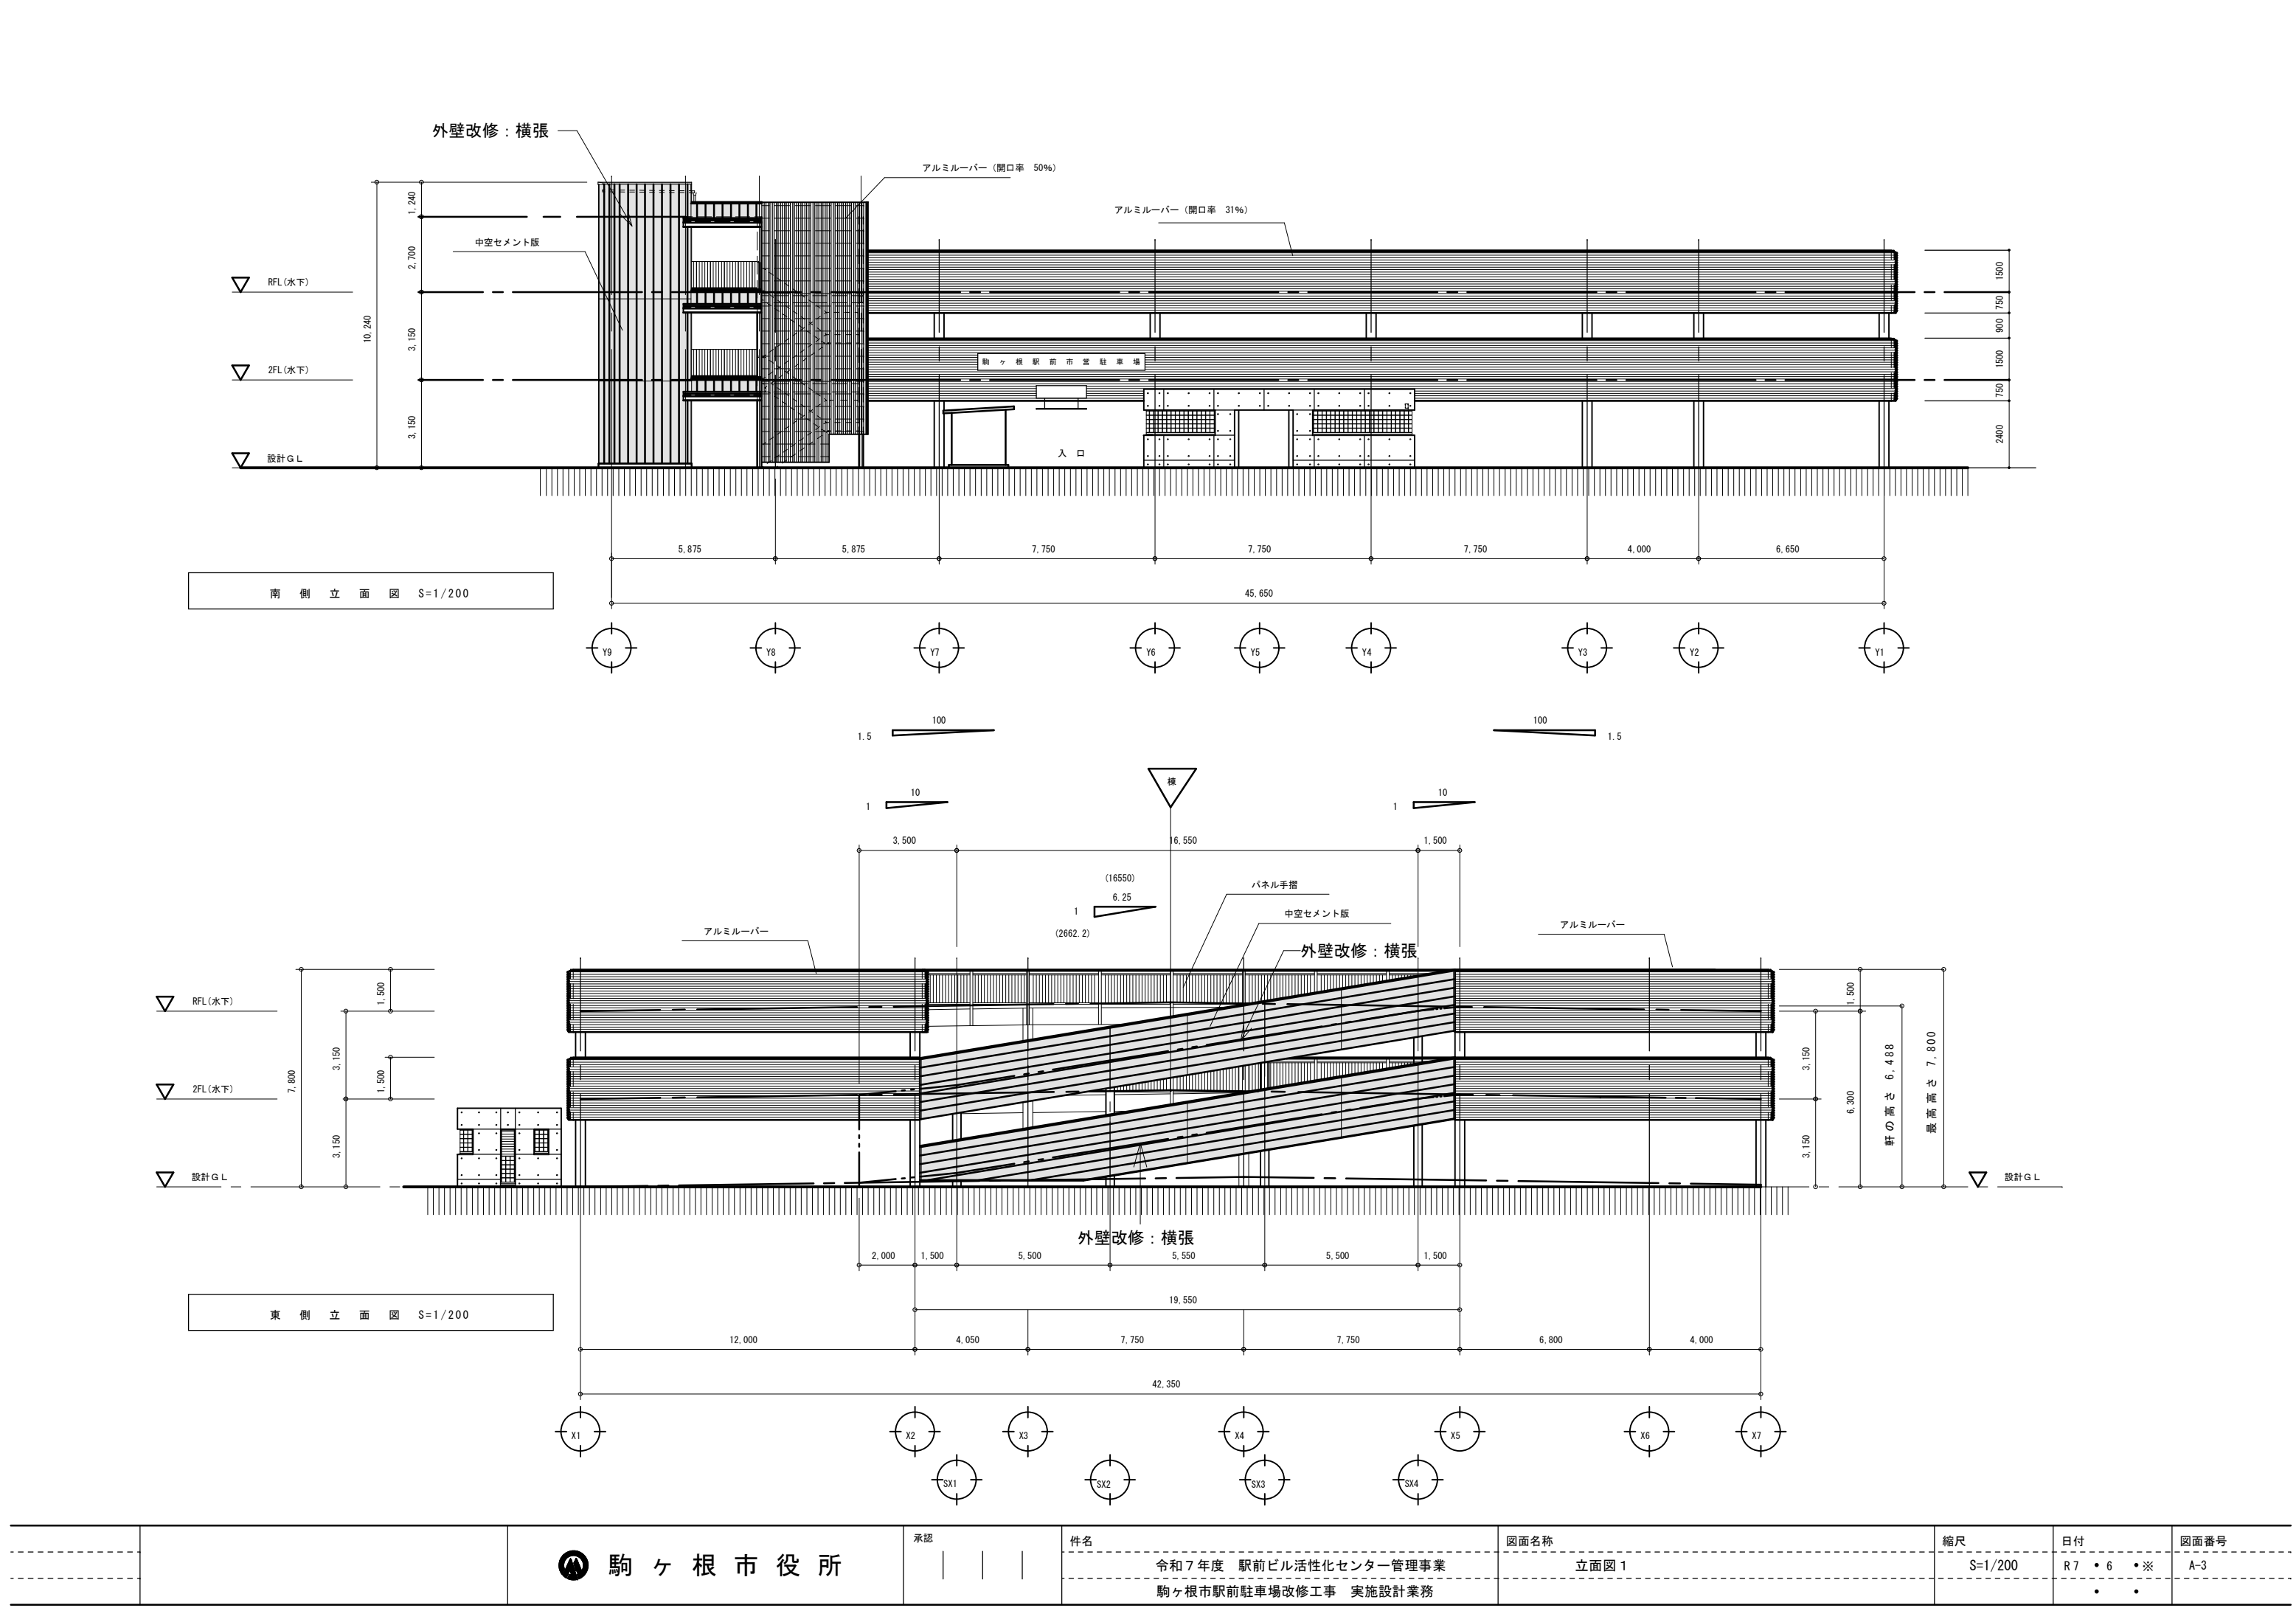 外壁改修：横張
アルミルーバー（開口率　50%）
アルミルーバー（開口率　31%）
中空セメント版
RFL(水下)
2FL(水下)
設計ＧＬ
10,240
1,240
2,700
3,150
3,150
1500
750
900
1500
750
2400
駒ヶ根駅前市営駐車場
入口
5,875
5,875
7,750
7,750
7,750
4,000
6,650
45,650
南側立面図 S=1/200
Y9
Y8
Y7
Y6
Y5
Y4
Y3
Y2
Y1
100
1.5
100
1.5
棟
10
1
10
1
3,500
16,550
1,500
(16550)
6.25
1
(2662.2)
パネル手摺
中空セメント版
外壁改修：横張
アルミルーバー
アルミルーバー
RFL(水下)
2FL(水下)
設計ＧＬ
7,800
3,150
3,150
1,500
1,500
1,500
3,150
3,150
6,300
軒の高さ 6,488
最高高さ 7,800
設計ＧＬ
外壁改修：横張
2,000
1,500
5,500
5,550
5,500
1,500
19,550
12,000
4,050
7,750
7,750
6,800
4,000
42,350
東側立面図 S=1/200
X1
X2
X3
X4
X5
X6
X7
SX1
SX2
SX3
SX4
駒ヶ根市役所
承認
件名
令和７年度　駅前ビル活性化センター管理事業
駒ヶ根市駅前駐車場改修工事　実施設計業務
図面名称
立面図１
縮尺
S=1/200
日付
R7 ・ 6 ・※
・ ・
図面番号
A-3